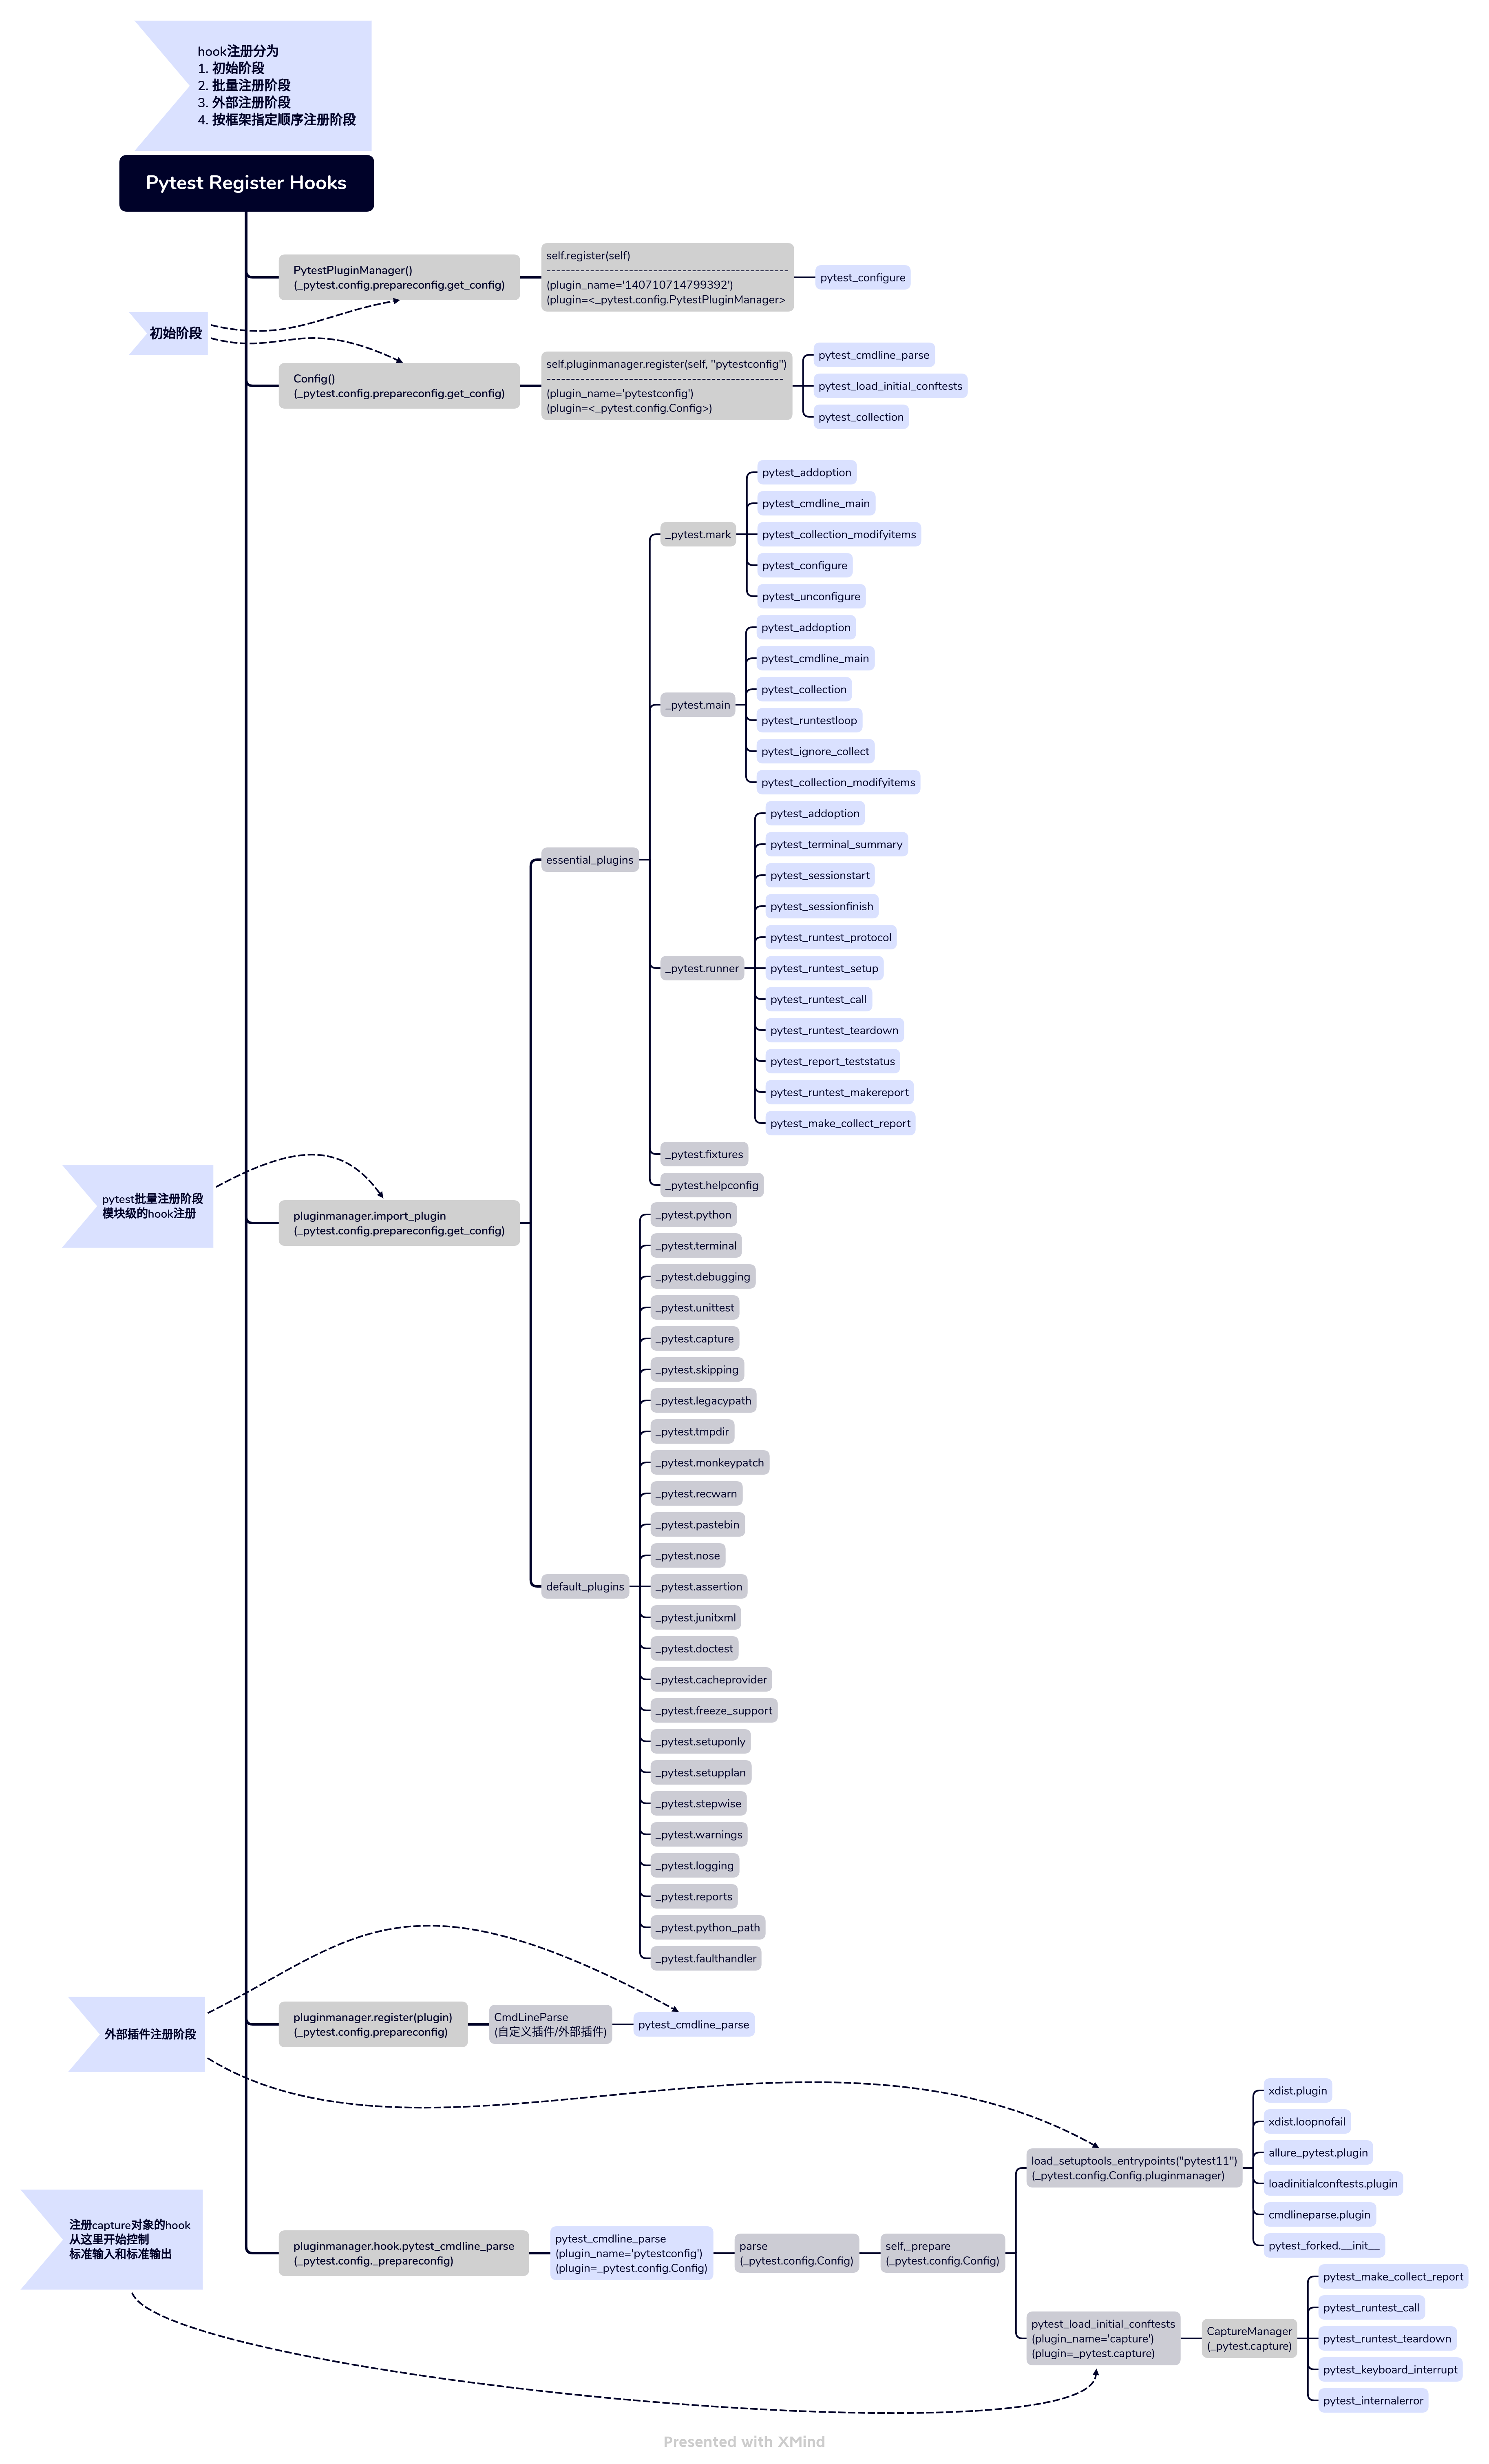 hook注册分为
1. 初始阶段
2. 批量注册阶段
3. 外部注册阶段
4. 按框架指定顺序注册阶段
Pytest Register Hooks
PytestPluginManager()
(_pytest.config.prepareconfig.get_config)
self.register(self)
--------------------------------------------------
(plugin_name='140710714799392')
(plugin=<_pytest.config.PytestPluginManager>
pytest_configure
初始阶段
Config()
(_pytest.config.prepareconfig.get_config)
self.pluginmanager.register(self, "pytestconfig")
-------------------------------------------------
(plugin_name='pytestconfig')
(plugin=<_pytest.config.Config>)
pytest_cmdline_parse
pytest_load_initial_conftests
pytest_collection
pytest批量注册阶段
模块级的hook注册
pluginmanager.import_plugin
(_pytest.config.prepareconfig.get_config)
essential_plugins
_pytest.mark
pytest_addoption
pytest_cmdline_main
pytest_collection_modifyitems
pytest_configure
pytest_unconfigure
_pytest.main
pytest_addoption
pytest_cmdline_main
pytest_collection
pytest_runtestloop
pytest_ignore_collect
pytest_collection_modifyitems
_pytest.runner
pytest_addoption
pytest_terminal_summary
pytest_sessionstart
pytest_sessionfinish
pytest_runtest_protocol
pytest_runtest_setup
pytest_runtest_call
pytest_runtest_teardown
pytest_report_teststatus
pytest_runtest_makereport
pytest_make_collect_report
_pytest.fixtures
_pytest.helpconfig
default_plugins
_pytest.python
_pytest.terminal
_pytest.debugging
_pytest.unittest
_pytest.capture
_pytest.skipping
_pytest.legacypath
_pytest.tmpdir
_pytest.monkeypatch
_pytest.recwarn
_pytest.pastebin
_pytest.nose
_pytest.assertion
_pytest.junitxml
_pytest.doctest
_pytest.cacheprovider
_pytest.freeze_support
_pytest.setuponly
_pytest.setupplan
_pytest.stepwise
_pytest.warnings
_pytest.logging
_pytest.reports
_pytest.python_path
_pytest.faulthandler
外部插件注册阶段
pluginmanager.register(plugin)
(_pytest.config.prepareconfig)
CmdLineParse
(自定义插件/外部插件)
pytest_cmdline_parse
注册capture对象的hook
从这里开始控制
标准输入和标准输出
pluginmanager.hook.pytest_cmdline_parse
(_pytest.config._prepareconfig)
pytest_cmdline_parse
(plugin_name='pytestconfig')
(plugin=_pytest.config.Config)
parse
(_pytest.config.Config)
self,_prepare
(_pytest.config.Config)
load_setuptools_entrypoints("pytest11")
(_pytest.config.Config.pluginmanager)
xdist.plugin
xdist.loopnofail
allure_pytest.plugin
loadinitialconftests.plugin
cmdlineparse.plugin
pytest_forked.__init__
pytest_load_initial_conftests
(plugin_name='capture')
(plugin=_pytest.capture)
CaptureManager
(_pytest.capture)
pytest_make_collect_report
pytest_runtest_call
pytest_runtest_teardown
pytest_keyboard_interrupt
pytest_internalerror
Presented with XMind